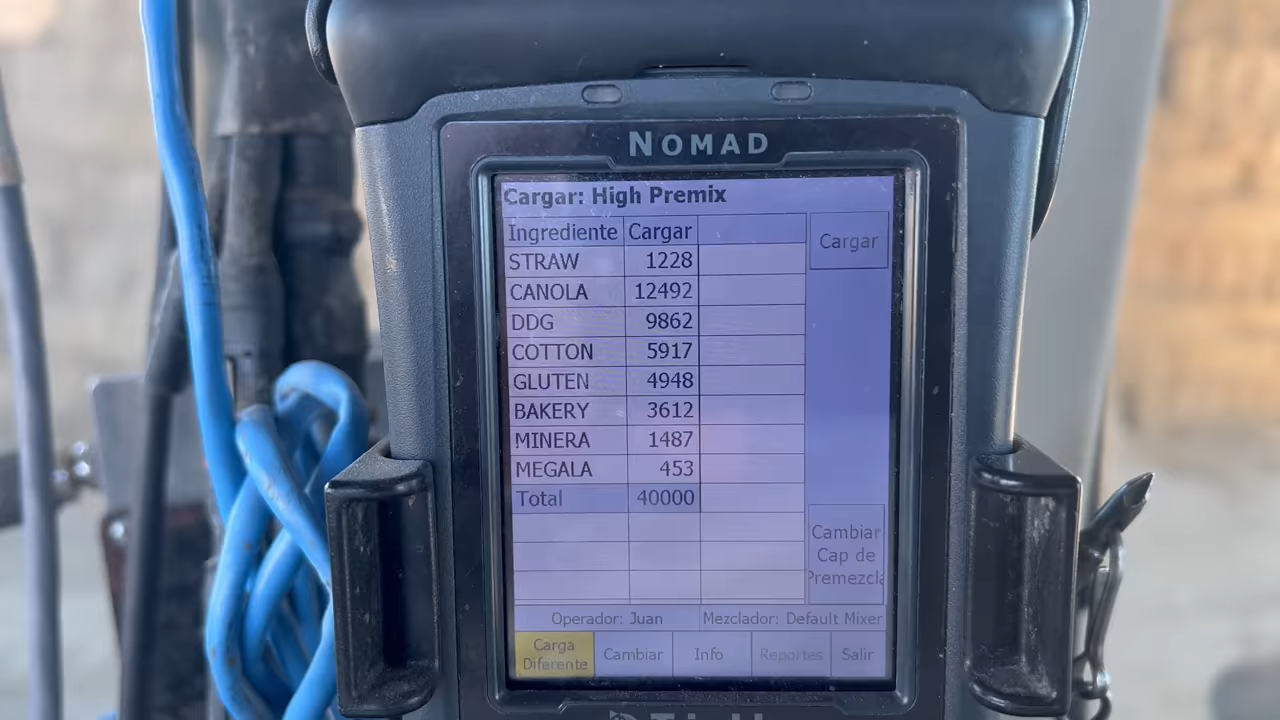 NOMAD
Cargar: High Premix
Ingrediente Cargar
Cargar
STRAW 1228
CANOLA 12492
DDG 9862
COTTON 5917
GLUTEN 4948
BAKERY 3612
MINERA 1487
MEGALA 453
Total 40000
Cambiar
Cap de
Premezcla
Operador: Juan Mezclador: Default Mixer
Carga
Diferente
Cambiar Info Reportes Salir